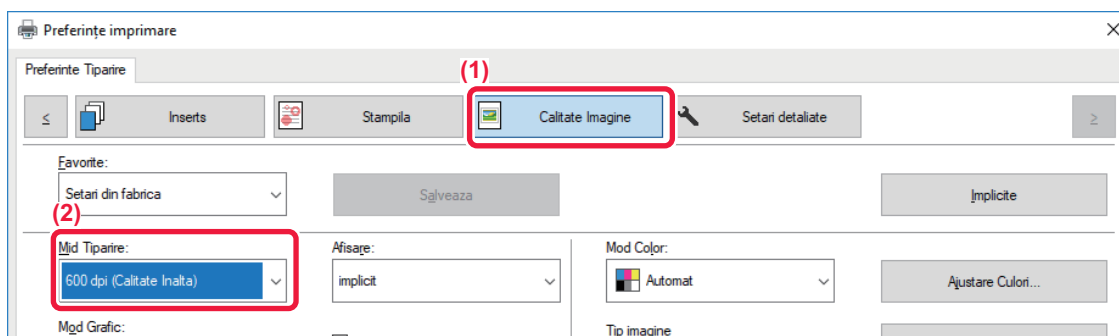 Preferințe imprimare
Preferinte Tiparire
(1)
< Inserts Stampila Calitate Imagine Setari detaliate >
Favorite:
Setari din fabrica Salveaza Implicite
(2)
Mid Tiparire: Afisare: Mod Color:
600 dpi (Calitate Inalta) implicit Automat Ajustare Culori...
Mod Grafic: Tip imagine